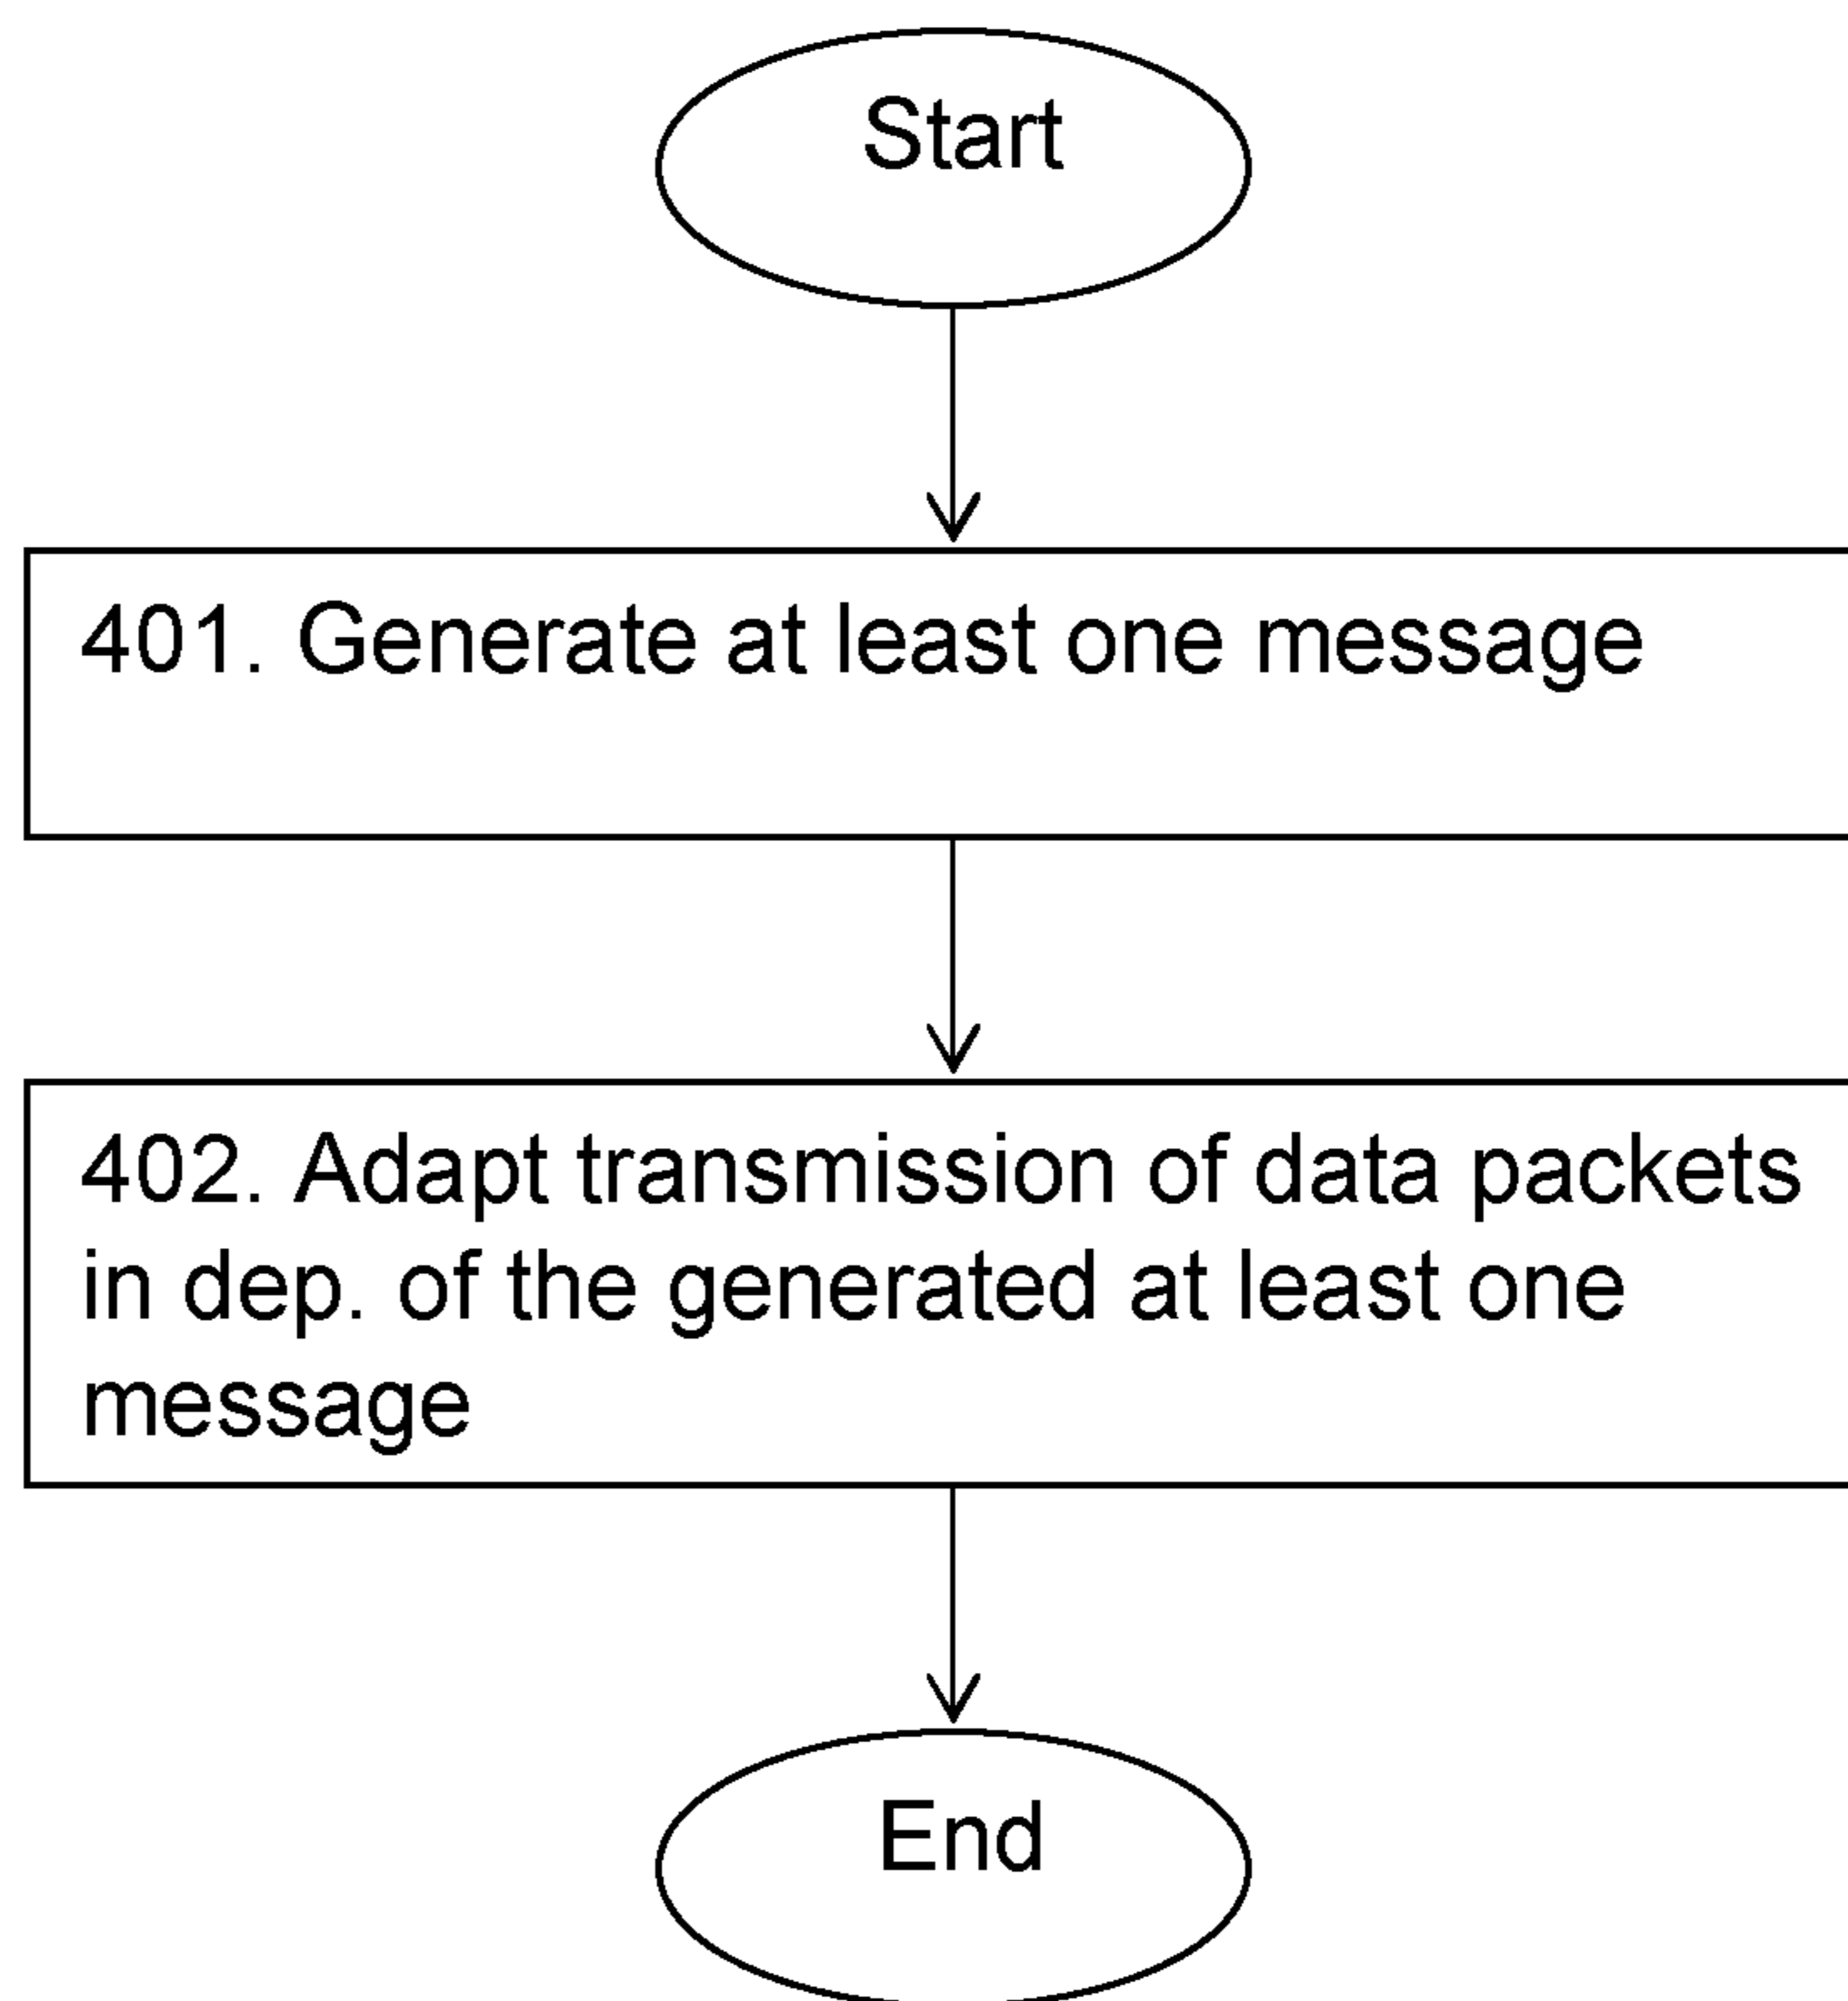 Start
401. Generate at least one message
402. Adapt transmission of data packets
in dep. of the generated at least one
message
End